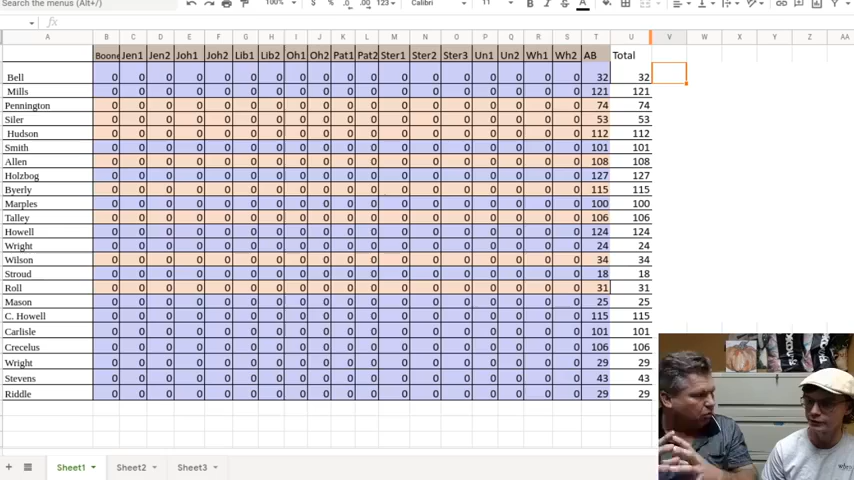 Search the menus (Alt+/) 100% $ % .0 .00 123 Calibri 11 B I S A
fx
A B C D E F G H I J K L M N O P Q R S T U V W X Y Z AA
Boone Jen1 Jen2 Joh1 Joh2 Lib1 Lib2 Oh1 Oh2 Pat1 Pat2 Ster1 Ster2 Ster3 Un1 Un2 Wh1 Wh2 AB Total
Bell 0 0 0 0 0 0 0 0 0 0 0 0 0 0 0 0 0 0 32 32
Mills 0 0 0 0 0 0 0 0 0 0 0 0 0 0 0 0 0 0 121 121
Pennington 0 0 0 0 0 0 0 0 0 0 0 0 0 0 0 0 0 0 74 74
Siler 0 0 0 0 0 0 0 0 0 0 0 0 0 0 0 0 0 0 53 53
Hudson 0 0 0 0 0 0 0 0 0 0 0 0 0 0 0 0 0 0 112 112
Smith 0 0 0 0 0 0 0 0 0 0 0 0 0 0 0 0 0 0 101 101
Allen 0 0 0 0 0 0 0 0 0 0 0 0 0 0 0 0 0 0 108 108
Holzbog 0 0 0 0 0 0 0 0 0 0 0 0 0 0 0 0 0 0 127 127
Byerly 0 0 0 0 0 0 0 0 0 0 0 0 0 0 0 0 0 0 115 115
Marples 0 0 0 0 0 0 0 0 0 0 0 0 0 0 0 0 0 0 100 100
Talley 0 0 0 0 0 0 0 0 0 0 0 0 0 0 0 0 0 0 106 106
Howell 0 0 0 0 0 0 0 0 0 0 0 0 0 0 0 0 0 0 124 124
Wright 0 0 0 0 0 0 0 0 0 0 0 0 0 0 0 0 0 0 24 24
Wilson 0 0 0 0 0 0 0 0 0 0 0 0 0 0 0 0 0 0 34 34
Stroud 0 0 0 0 0 0 0 0 0 0 0 0 0 0 0 0 0 0 18 18
Roll 0 0 0 0 0 0 0 0 0 0 0 0 0 0 0 0 0 0 31 31
Mason 0 0 0 0 0 0 0 0 0 0 0 0 0 0 0 0 0 0 25 25
C. Howell 0 0 0 0 0 0 0 0 0 0 0 0 0 0 0 0 0 0 115 115
Carlisle 0 0 0 0 0 0 0 0 0 0 0 0 0 0 0 0 0 0 101 101
Crecelus 0 0 0 0 0 0 0 0 0 0 0 0 0 0 0 0 0 0 106 106
Wright 0 0 0 0 0 0 0 0 0 0 0 0 0 0 0 0 0 0 29 29
Stevens 0 0 0 0 0 0 0 0 0 0 0 0 0 0 0 0 0 0 43 43
Riddle 0 0 0 0 0 0 0 0 0 0 0 0 0 0 0 0 0 0 29 29
Sheet1 Sheet2 Sheet3